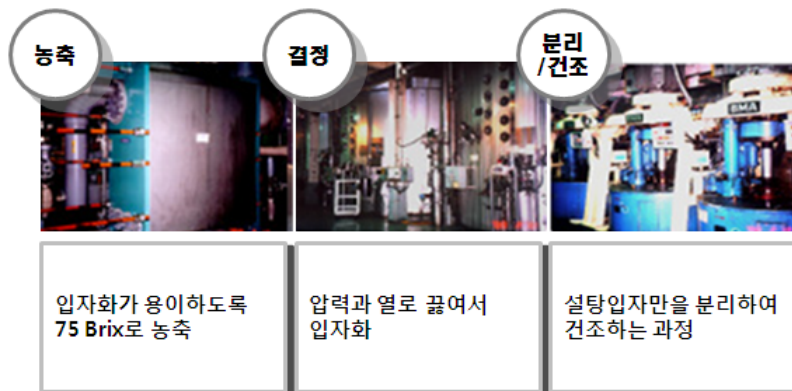 농축
결정
분리
/건조
BMA
입자화가 용이하도록
75 Brix로 농축
압력과 열로 끓여서
입자화
설탕입자만을 분리하여
건조하는 과정